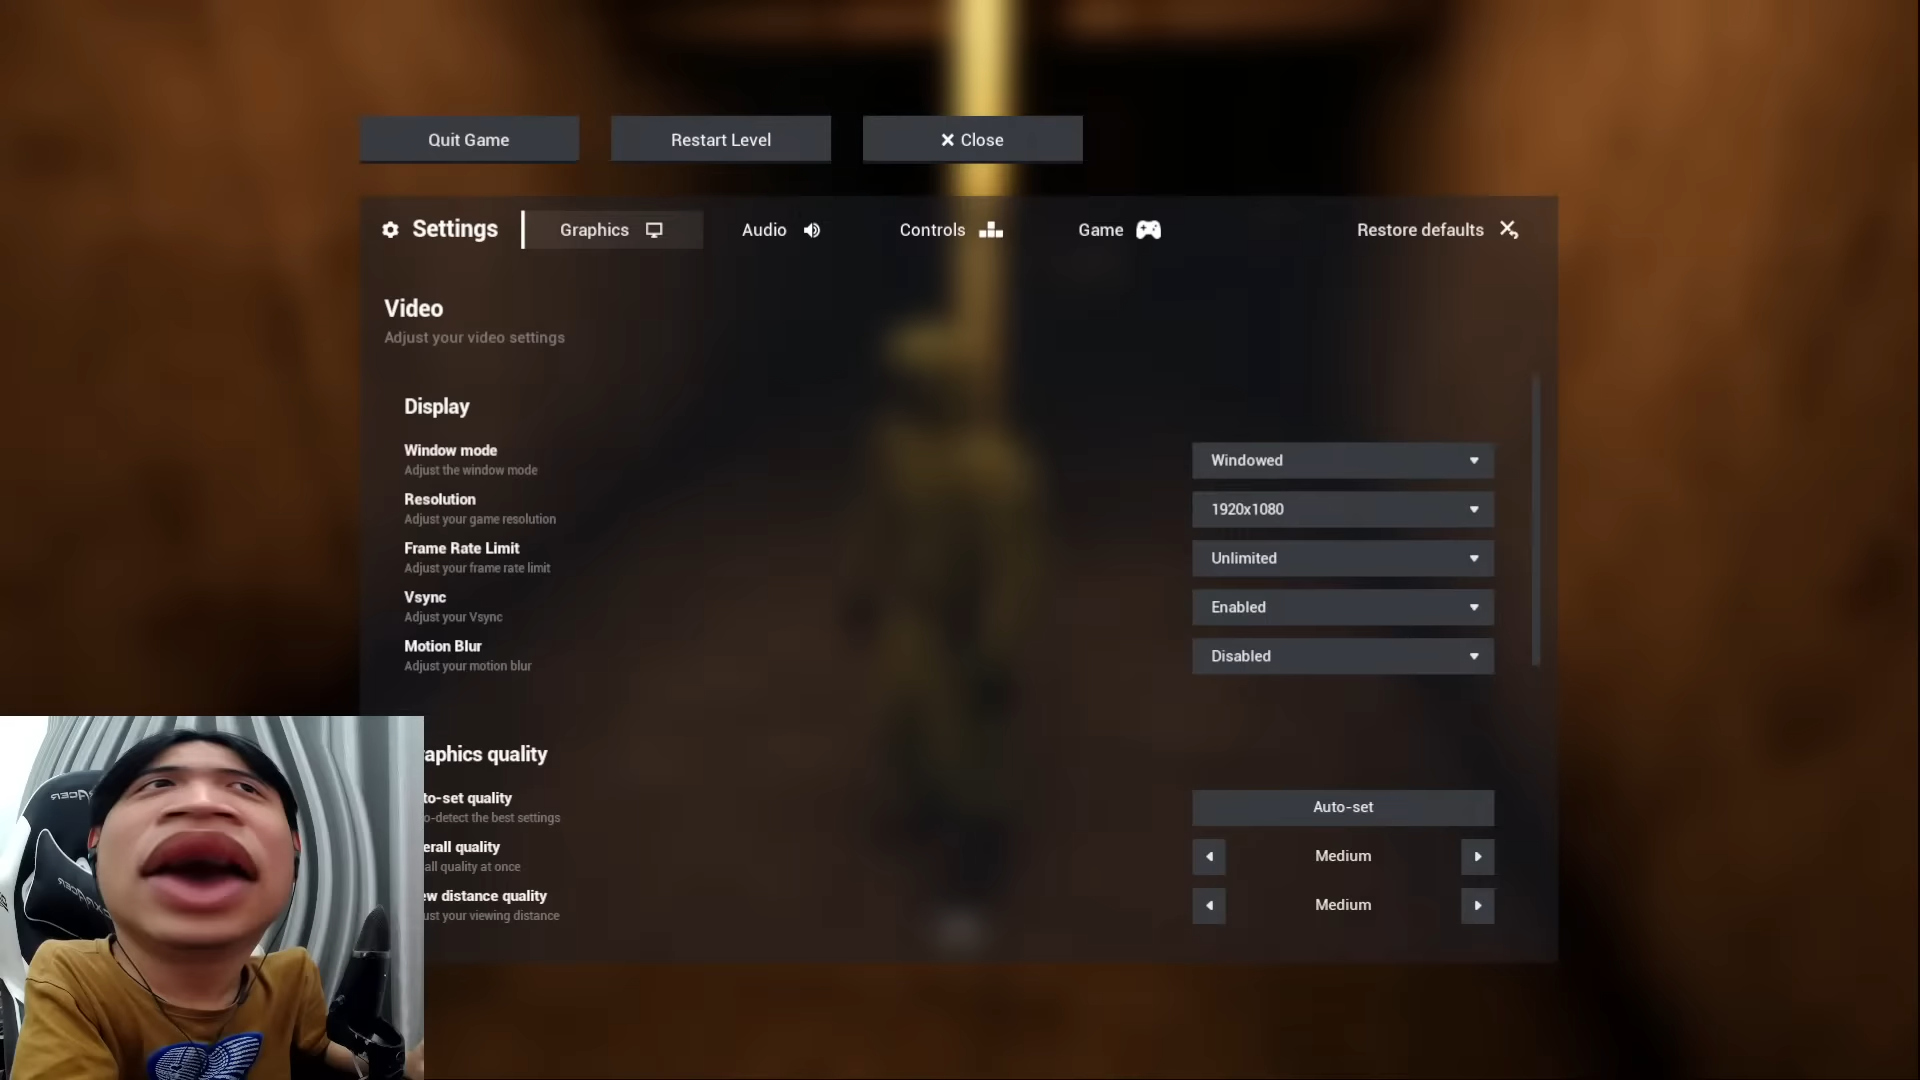 Quit Game
Restart Level
Close
Settings
Graphics
Audio
Controls
Game
Restore defaults
Video
Adjust your video settings
Display
Window mode
Adjust the window mode
Windowed
Resolution
Adjust your game resolution
1920x1080
Frame Rate Limit
Adjust your frame rate limit
Unlimited
Vsync
Adjust your Vsync
Enabled
Motion Blur
Adjust your motion blur
Disabled
aphics quality
to-set quality
o-detect the best settings
Auto-set
erall quality
all quality at once
Medium
ew distance quality
ust your viewing distance
Medium